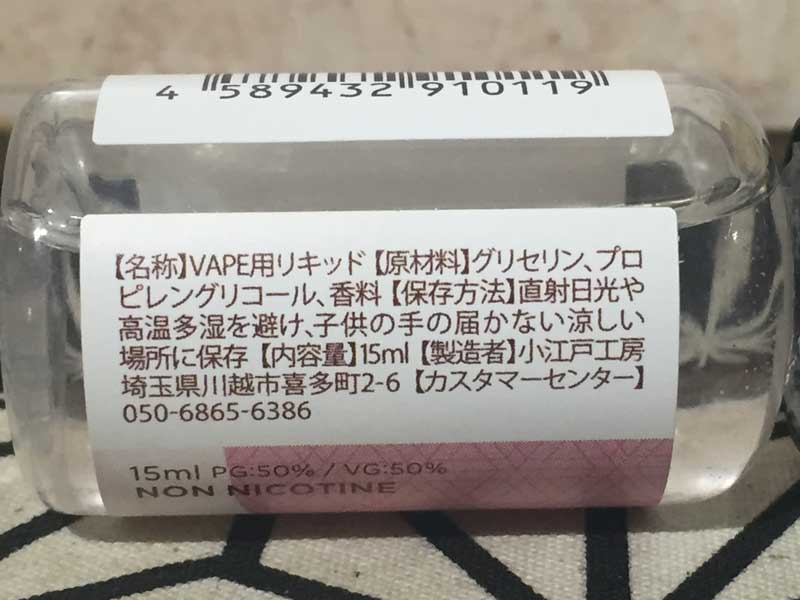 4 589432 910119
【名称】VAPE用リキッド【原材料】グリセリン、プロ
ピレングリコール、香料【保存方法】直射日光や
高温多湿を避け、子供の手の届かない涼しい
場所に保存【内容量】15ml【製造者】小江戸工房
埼玉県川越市喜多町2-6【カスタマーセンター】
050-6865-6386
15ml PG:50% / VG:50%
NON NICOTINE